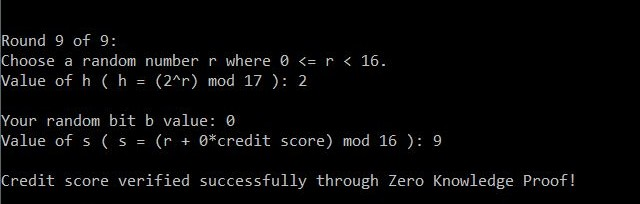 Round 9 of 9:
Choose a random number r where 0 <= r < 16.
Value of h ( h = (2^r) mod 17 ): 2
Your random bit b value: 0
Value of s ( s = (r + 0*credit score) mod 16 ): 9
Credit score verified successfully through Zero Knowledge Proof!